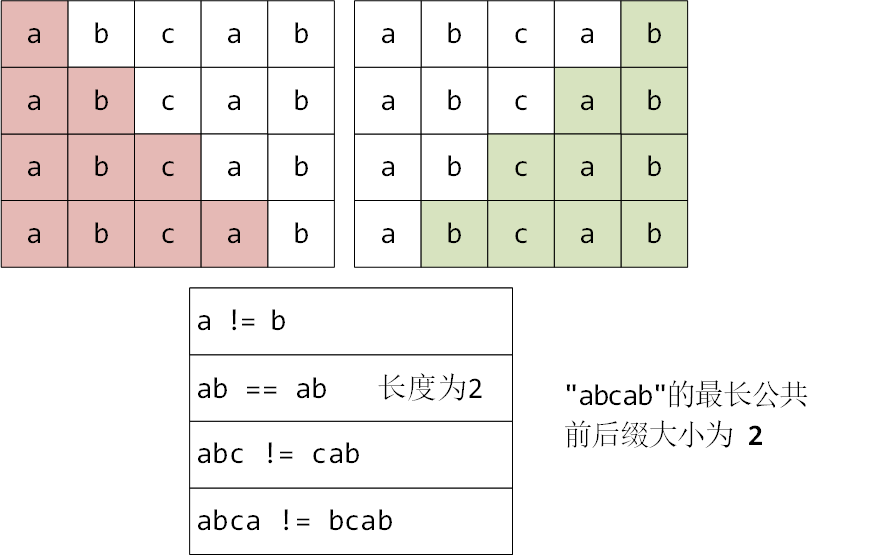 a b c a b a b c a b
a b c a b a b c a b
a b c a b a b c a b
a b c a b a b c a b
a != b
ab == ab 长度为2
abc != cab
abca != bcab
"abcab"的最长公共
前后缀大小为 2